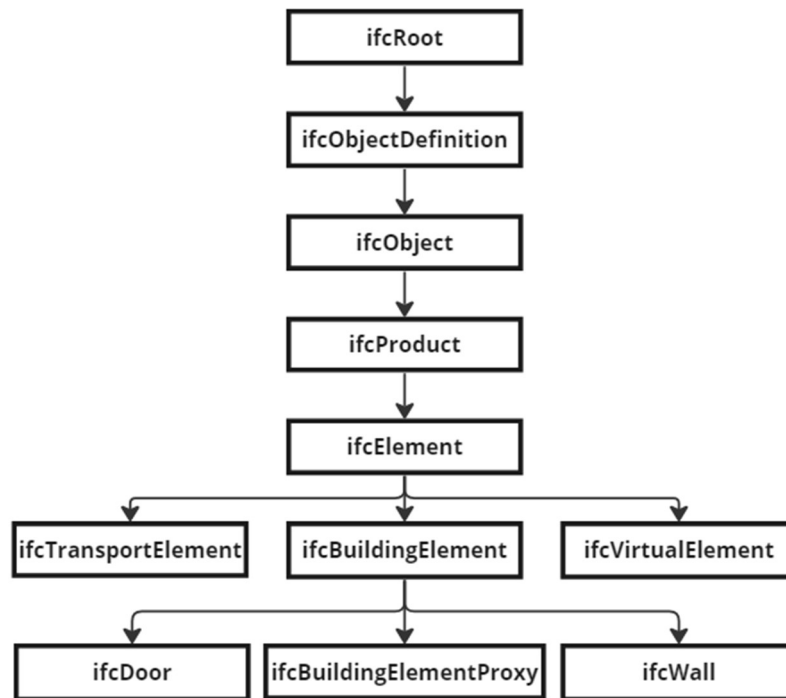 ifcRoot
ifcObjectDefinition
ifcObject
ifcProduct
ifcElement
ifcTransportElement
ifcBuildingElement
ifcVirtualElement
ifcDoor
ifcBuildingElementProxy
ifcWall